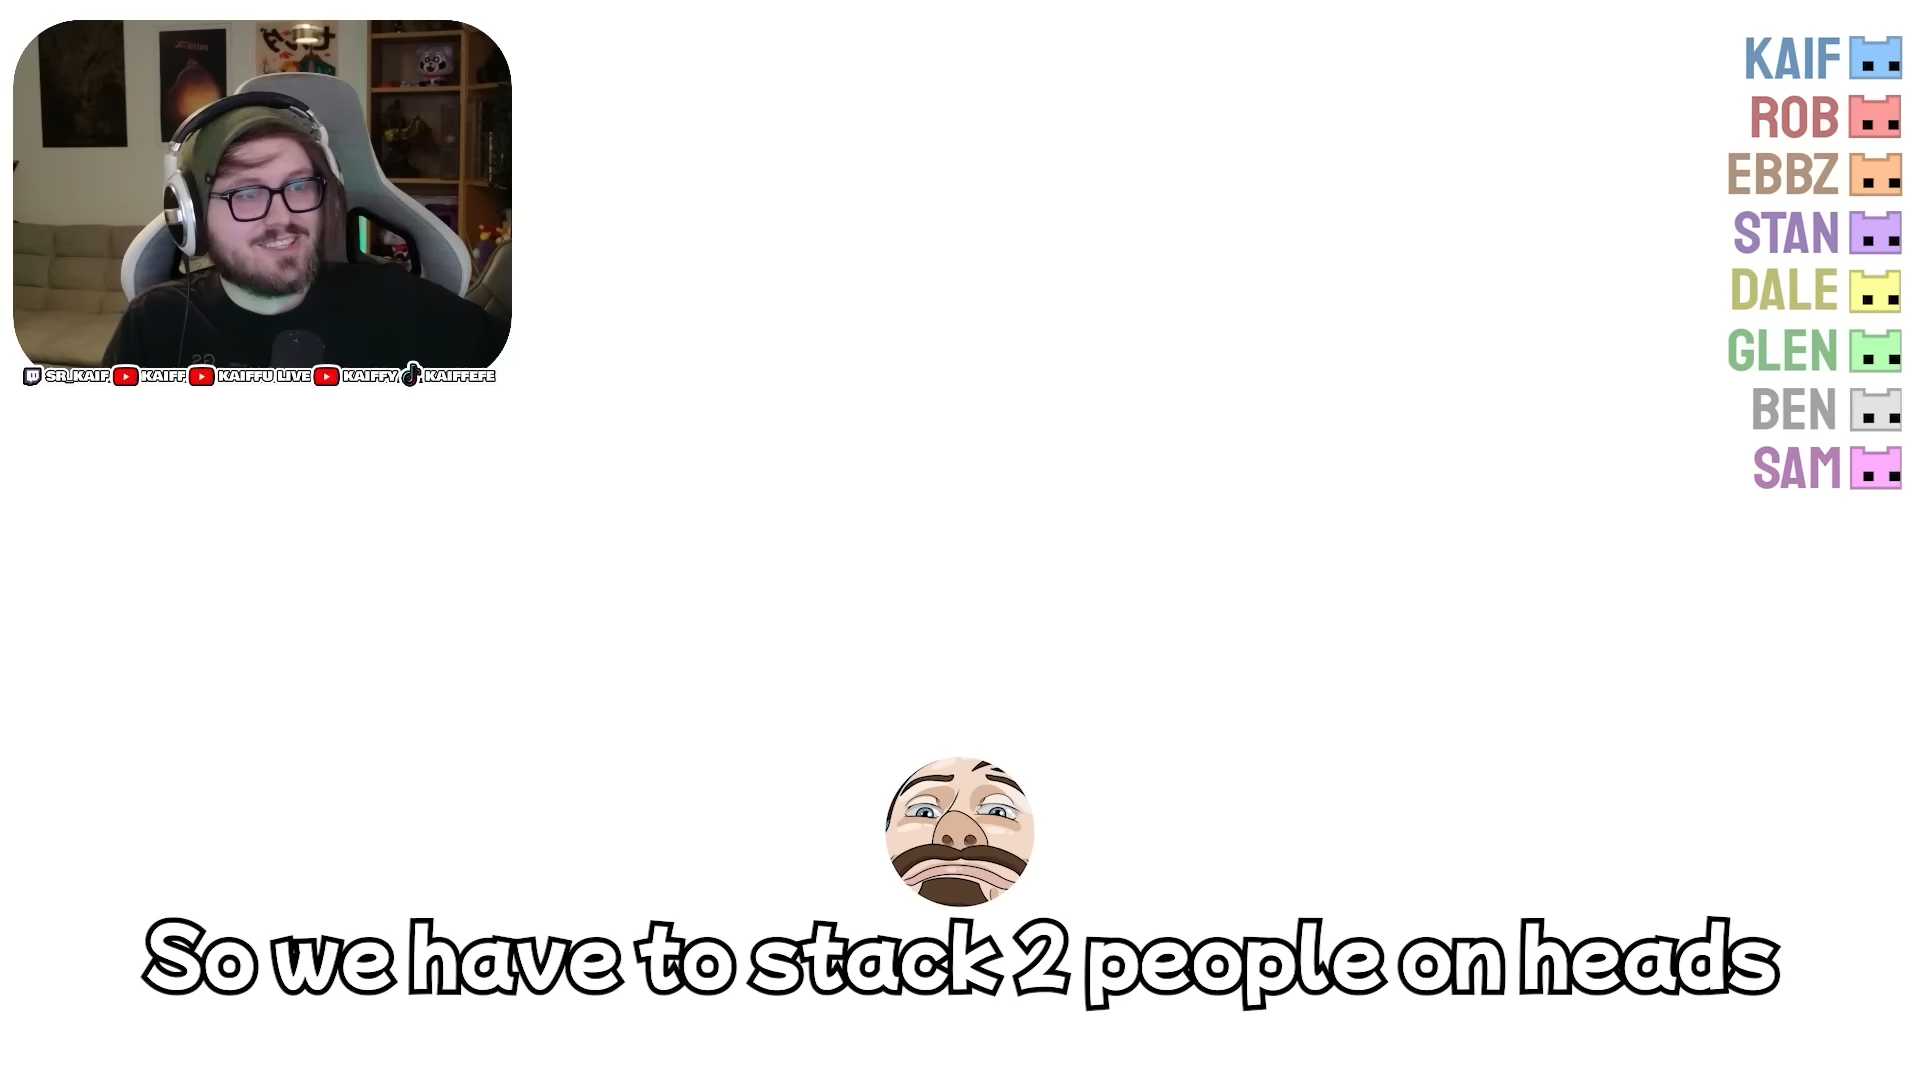 SR_KAIF KAIFF KAIFFU LIVE KAIFFY KAIFFEFE
KAIF
ROB
EBBZ
STAN
DALE
GLEN
BEN
SAM
So we have to stack 2 people on heads